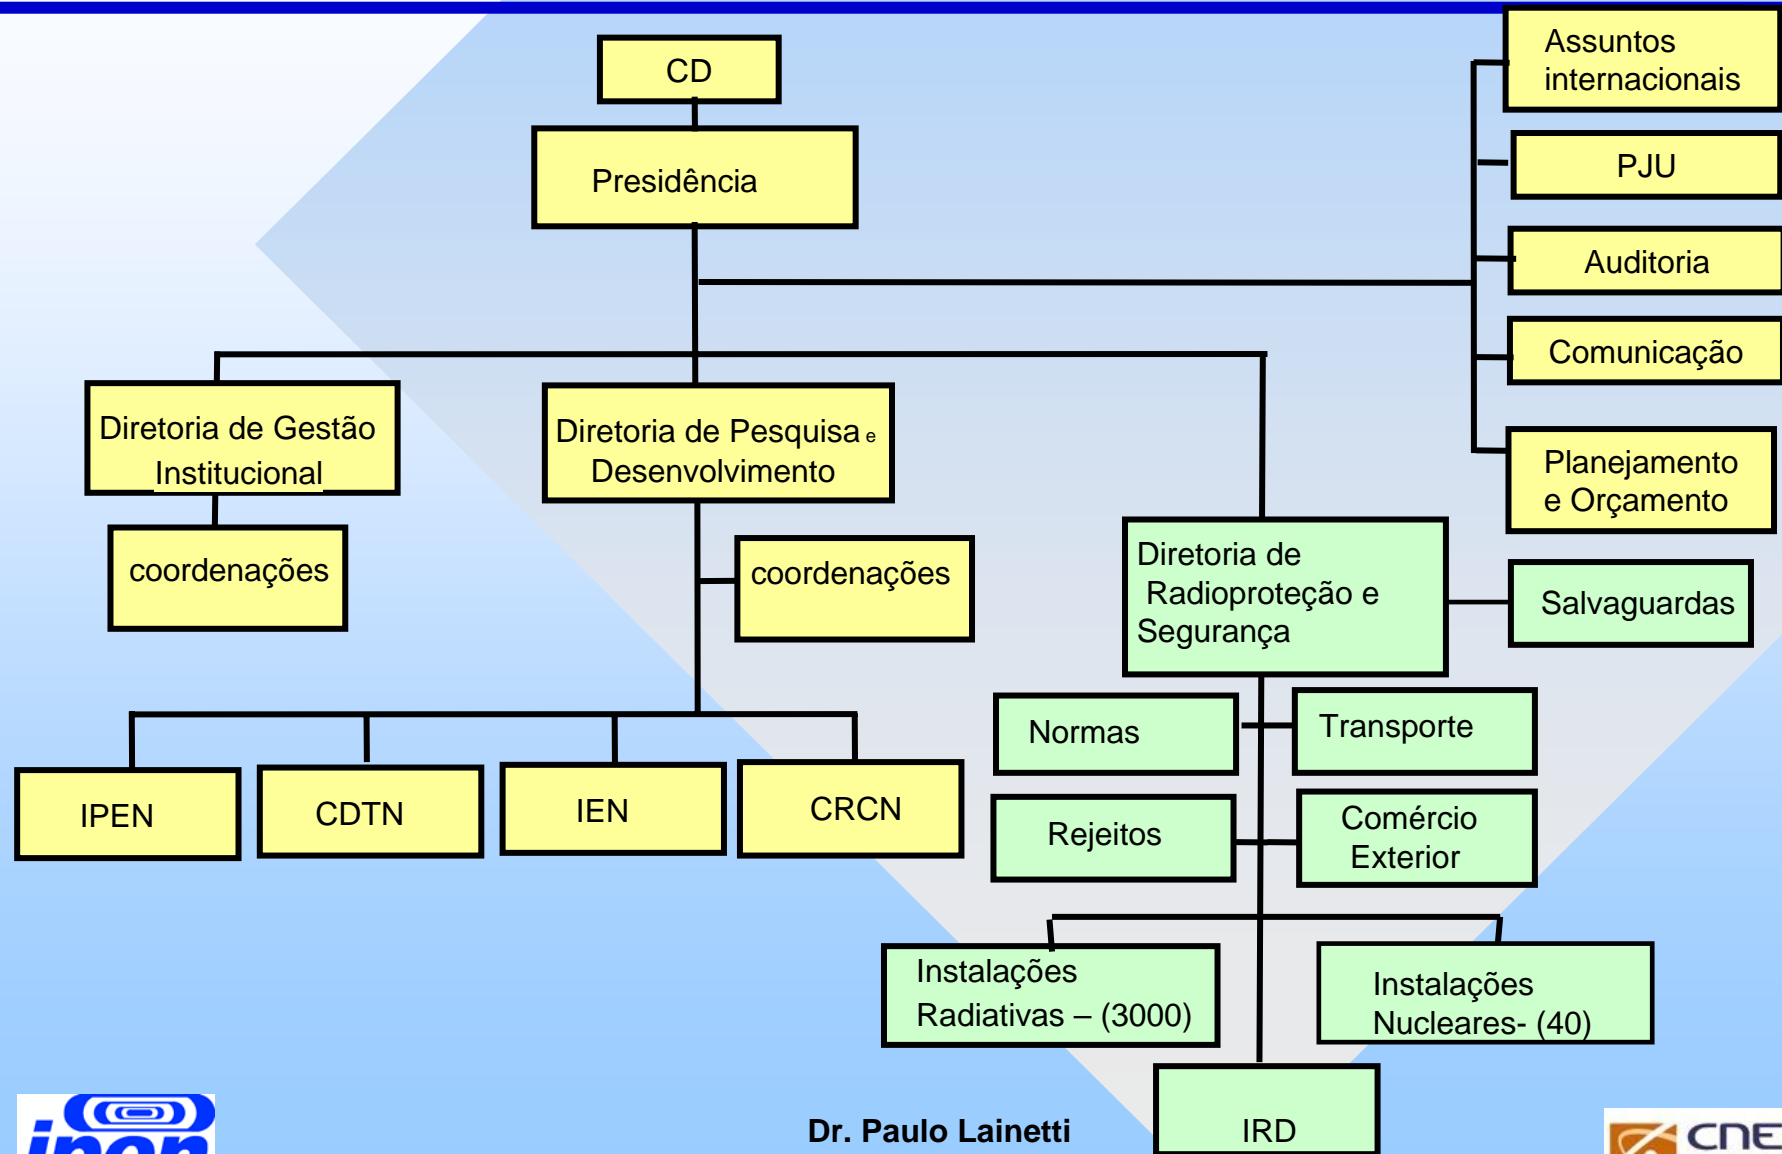 CD
Presidência
Assuntos
internacionais
PJU
Auditoria
Comunicação
Planejamento
e Orçamento
Diretoria de Gestão
Institucional
coordenações
Diretoria de Pesquisa e
Desenvolvimento
coordenações
Diretoria de
Radioproteção e
Segurança
Salvaguardas
IPEN
CDTN
IEN
CRCN
Normas
Transporte
Rejeitos
Comércio
Exterior
Instalações
Radiativas – (3000)
Instalações
Nucleares- (40)
IRD
Dr. Paulo Lainetti
ipen
CNE